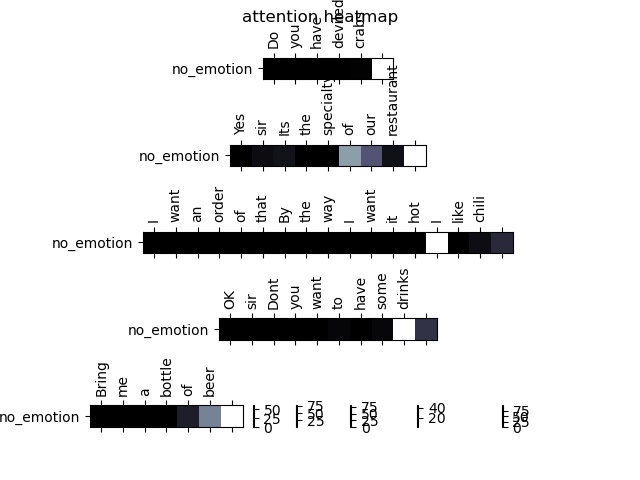 attention heatmap
Do you have deviled crabs
no_emotion
Yes sir Its the specialty of our restaurant
no_emotion
I want an order of that By the way I want it hot I like chili
no_emotion
OK sir Dont you want to have some drinks
no_emotion
Bring me a bottle of beer
no_emotion
50 25 0
75 50 25
75 50 25 0
40 20
75 50 25 0